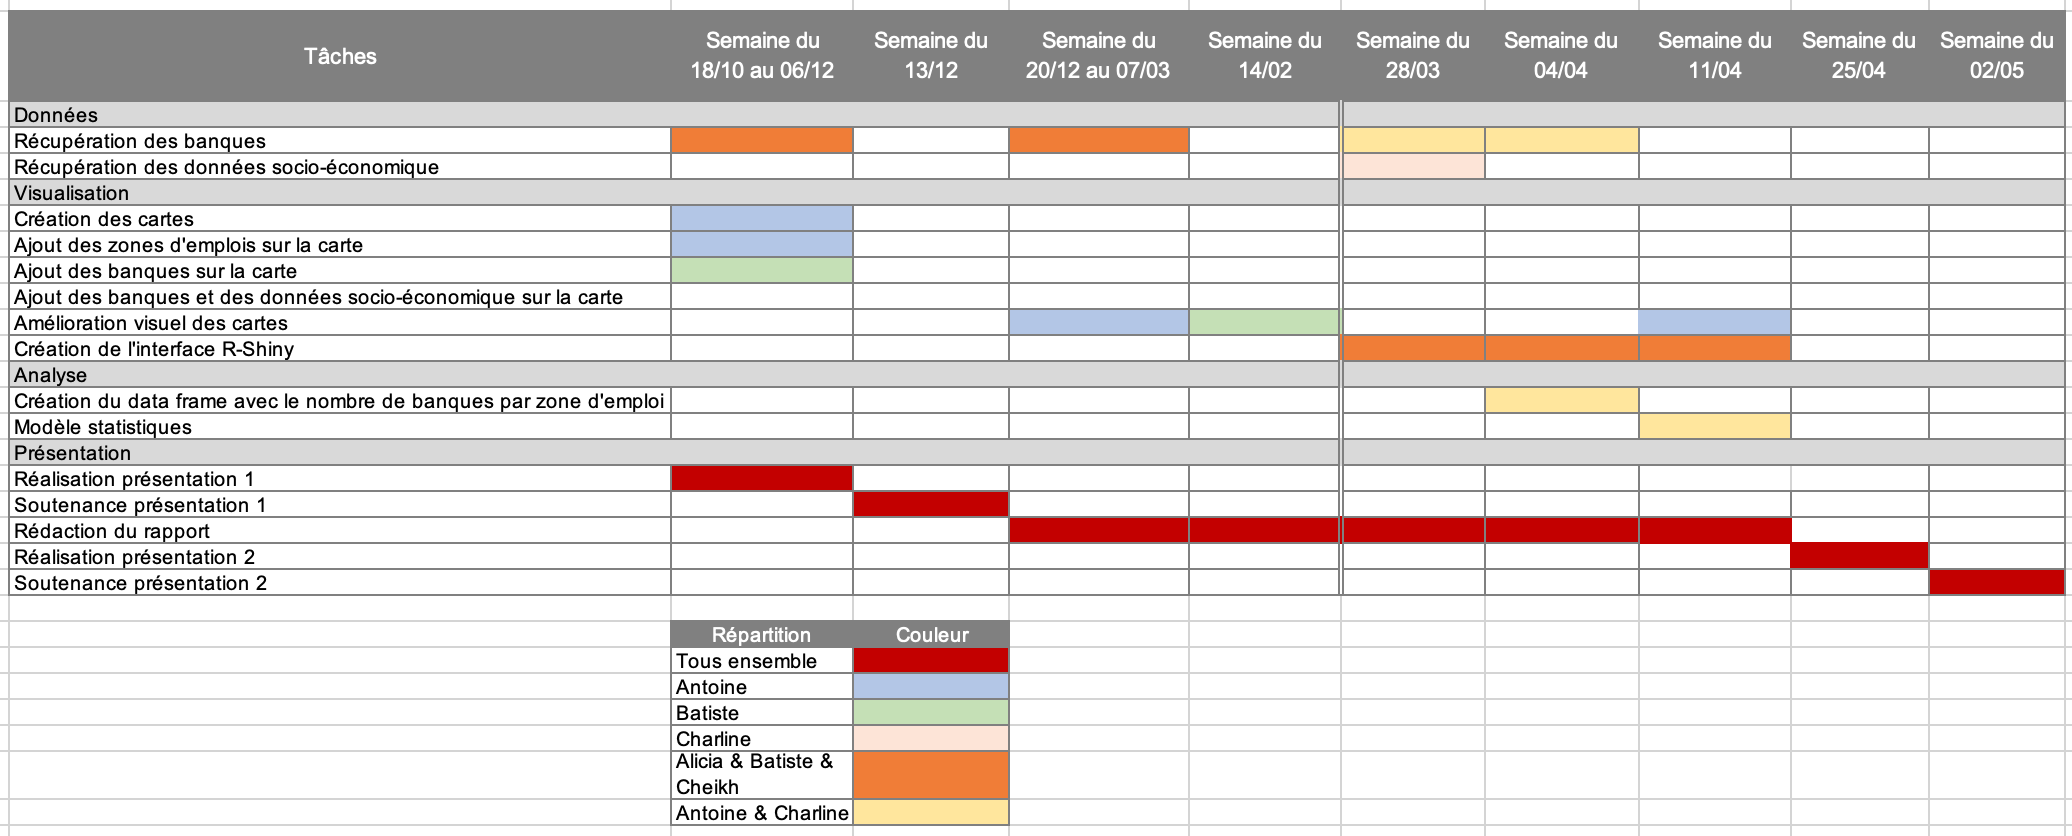 Tâches
Semaine du
18/10 au 06/12
Semaine du
13/12
Semaine du
20/12 au 07/03
Semaine du
14/02
Semaine du
28/03
Semaine du
04/04
Semaine du
11/04
Semaine du
25/04
Semaine du
02/05
Données
Récupération des banques
Récupération des données socio-économique
Visualisation
Création des cartes
Ajout des zones d'emplois sur la carte
Ajout des banques sur la carte
Ajout des banques et des données socio-économique sur la carte
Amélioration visuel des cartes
Création de l'interface R-Shiny
Analyse
Création du data frame avec le nombre de banques par zone d'emploi
Modèle statistiques
Présentation
Réalisation présentation 1
Soutenance présentation 1
Rédaction du rapport
Réalisation présentation 2
Soutenance présentation 2
Répartition
Couleur
Tous ensemble
Antoine
Batiste
Charline
Alicia & Batiste &
Cheikh
Antoine & Charline